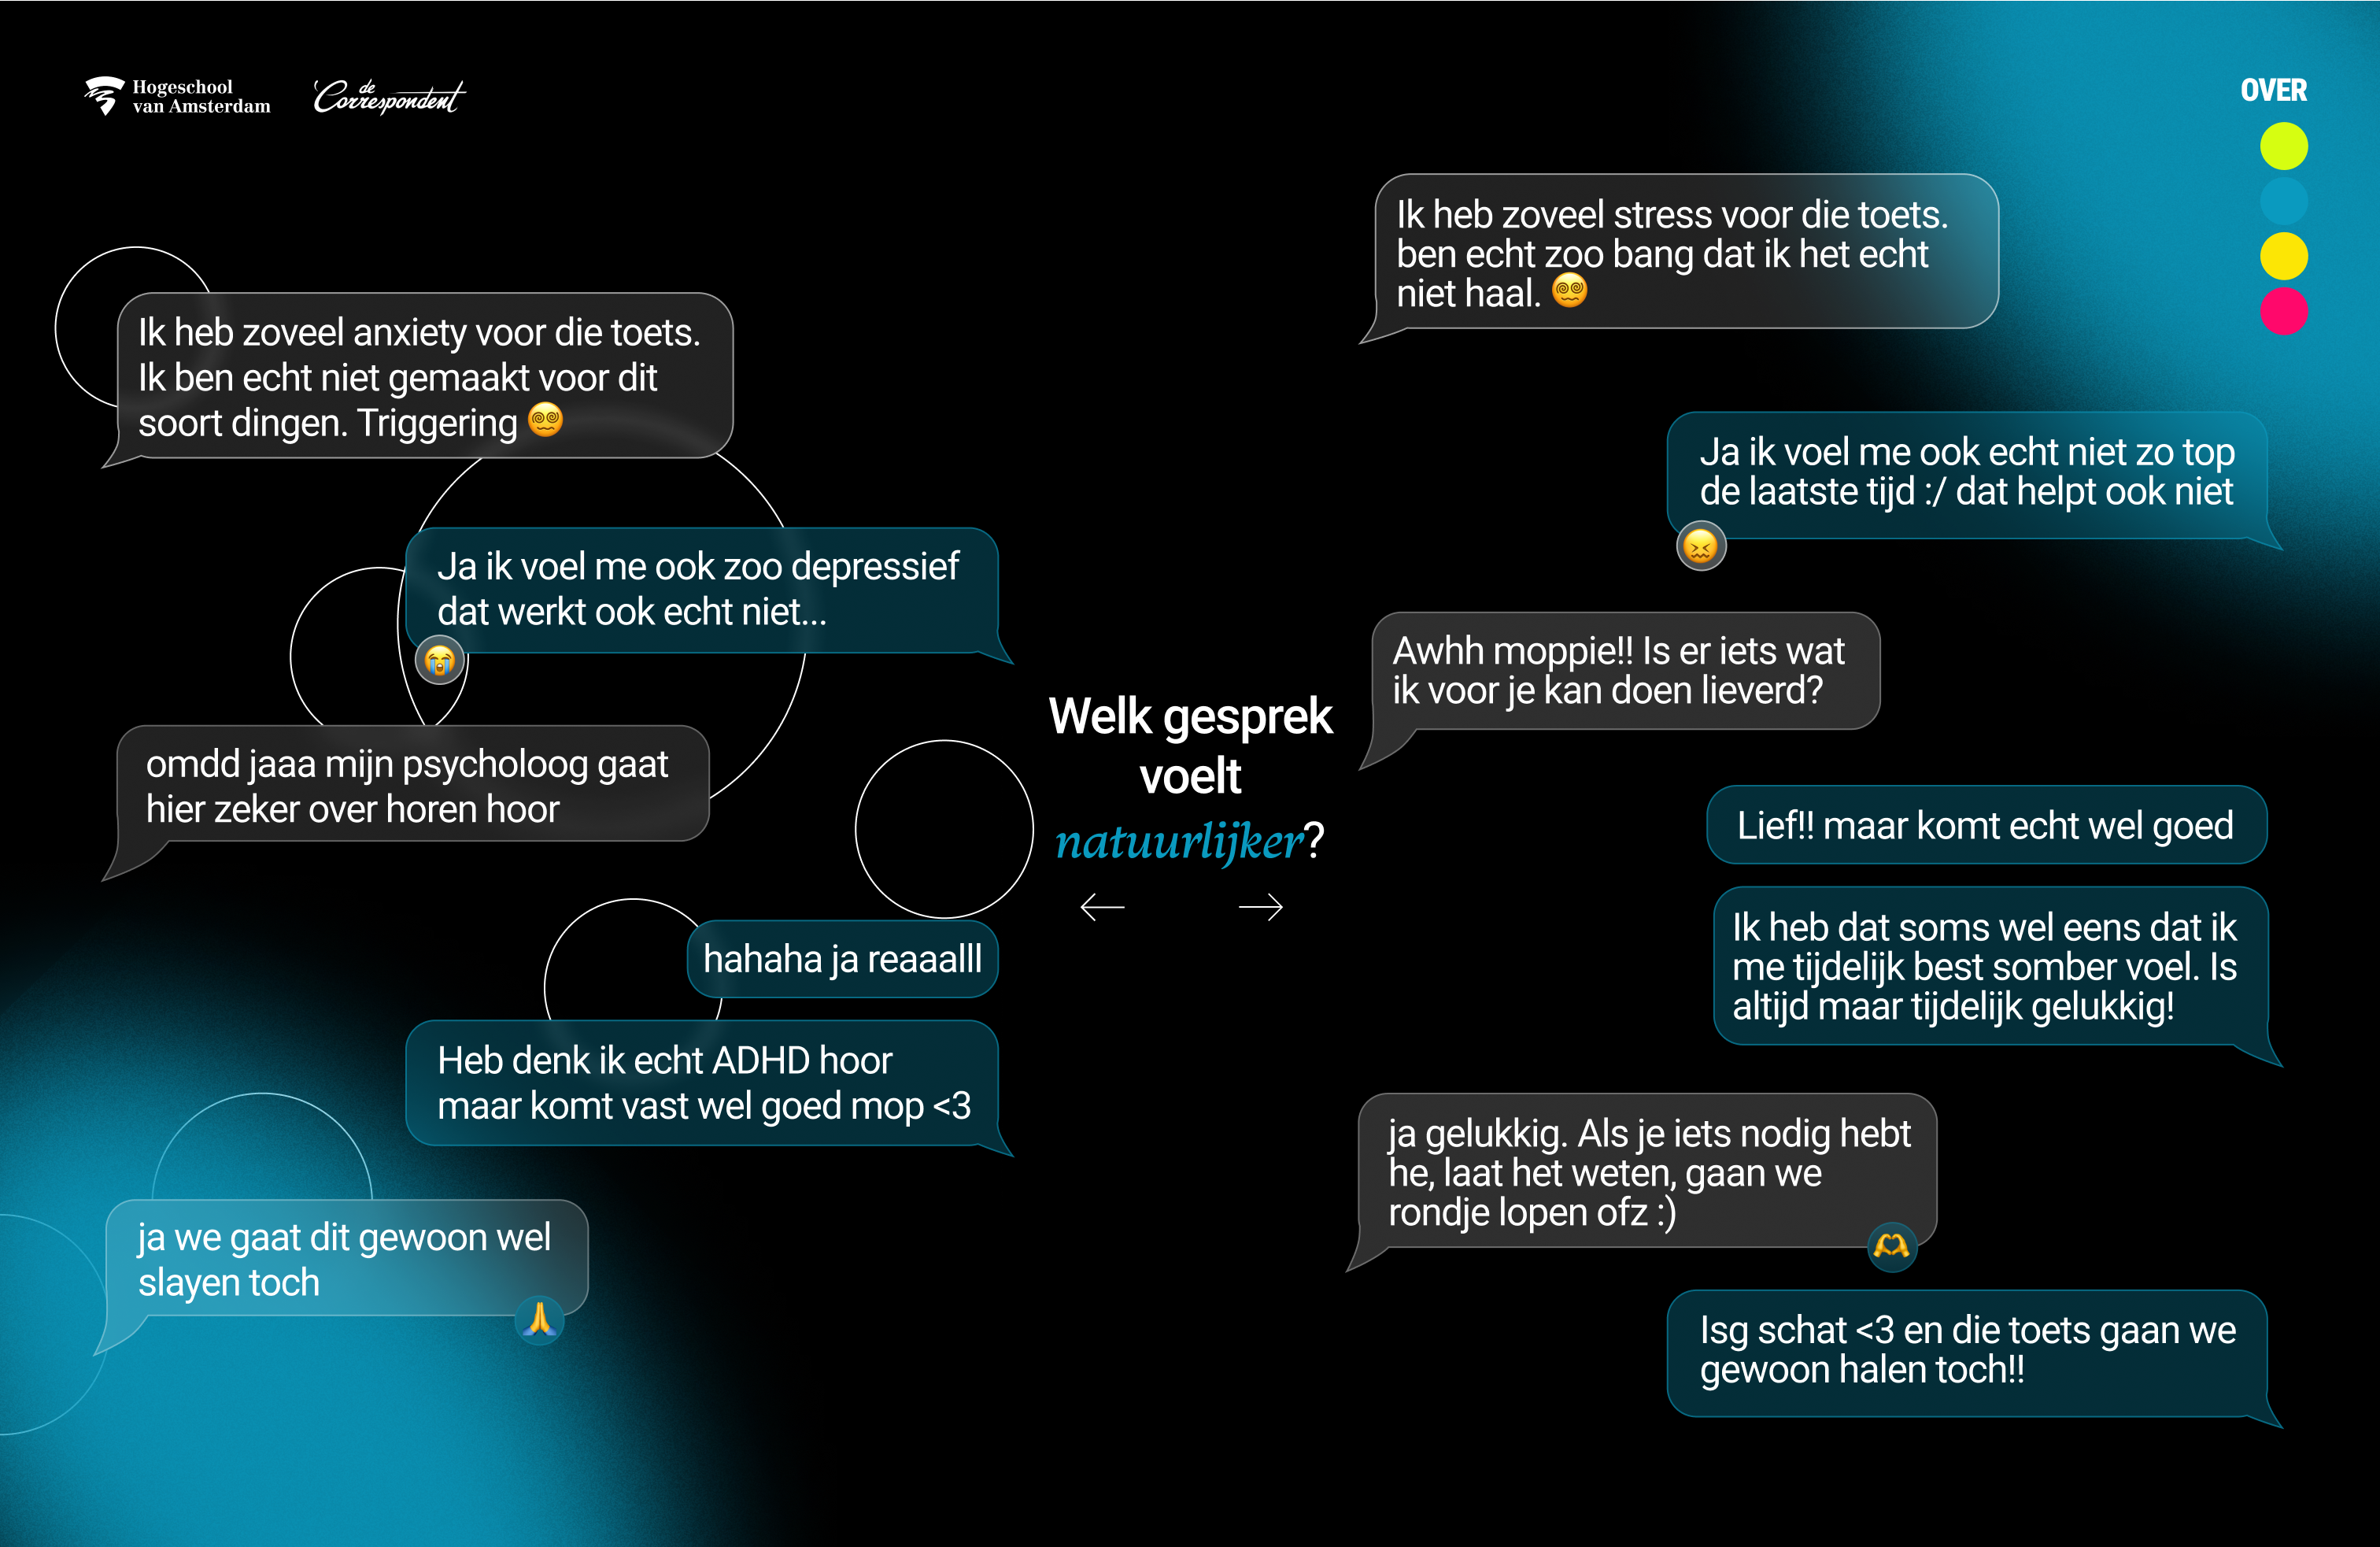 Hogeschool
van Amsterdam
de
Correspondent
OVER
Ik heb zoveel anxiety voor die toets.
Ik ben echt niet gemaakt voor dit
soort dingen. Triggering 😵‍💫
Ja ik voel me ook zoo depressief
dat werkt ook echt niet...
😭
omdd jaaa mijn psycholoog gaat
hier zeker over horen hoor
hahaha ja reaaalll
Heb denk ik echt ADHD hoor
maar komt vast wel goed mop <3
ja we gaat dit gewoon wel
slayen toch
🙏
Welk gesprek
voelt
natuurlijker?
← →
Ik heb zoveel stress voor die toets.
ben echt zoo bang dat ik het echt
niet haal. 😵‍💫
Ja ik voel me ook echt niet zo top
de laatste tijd :/ dat helpt ook niet
😖
Awhh moppie!! Is er iets wat
ik voor je kan doen lieverd?
Lief!! maar komt echt wel goed
Ik heb dat soms wel eens dat ik
me tijdelijk best somber voel. Is
altijd maar tijdelijk gelukkig!
ja gelukkig. Als je iets nodig hebt
he, laat het weten, gaan we
rondje lopen ofz :)
🫶
Isg schat <3 en die toets gaan we
gewoon halen toch!!